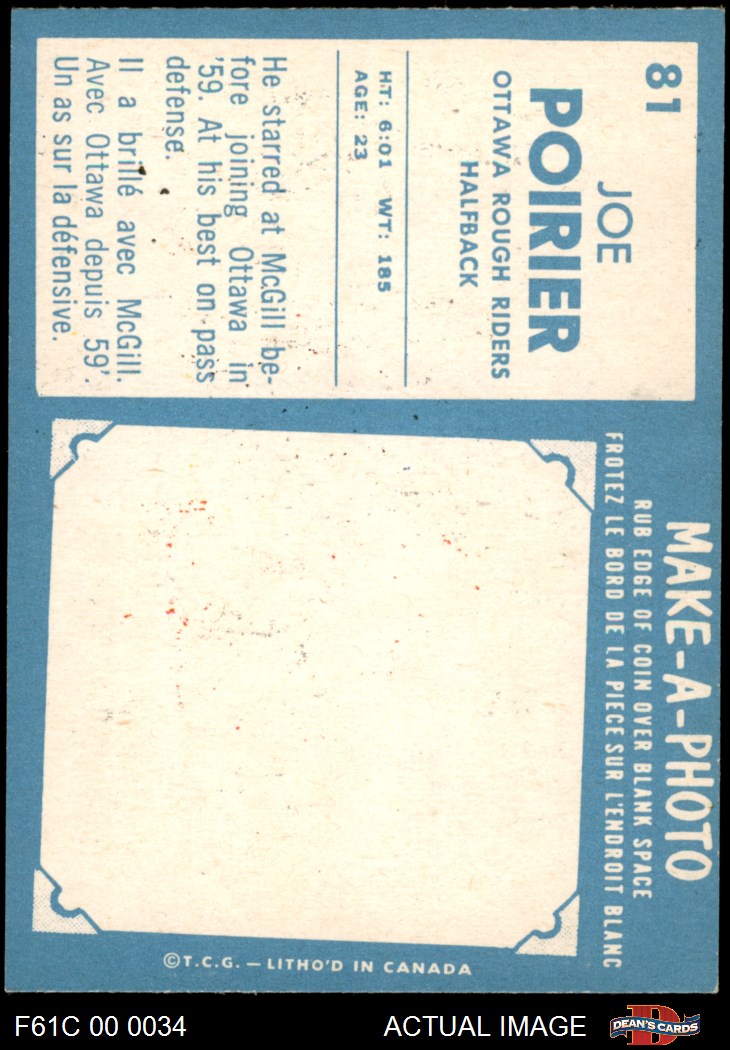 81
JOE
POIRIER
OTTAWA ROUGH RIDERS
HALFBACK
HT: 6:01 WT: 185
AGE: 23
He starred at McGill be-
fore joining Ottawa in
'59. At his best on pass
defense.
Il a brillé avec McGill.
Avec Ottawa depuis 59'.
Un as sur la défensive.
MAKE-A-PHOTO
RUB EDGE OF COIN OVER BLANK SPACE
FROTEZ LE BORD DE LA PIECE SUR L'ENDROIT BLANC
©T.C.G. — LITHO'D IN CANADA
F61C 00 0034
ACTUAL IMAGE
D
DEAN'S CARDS